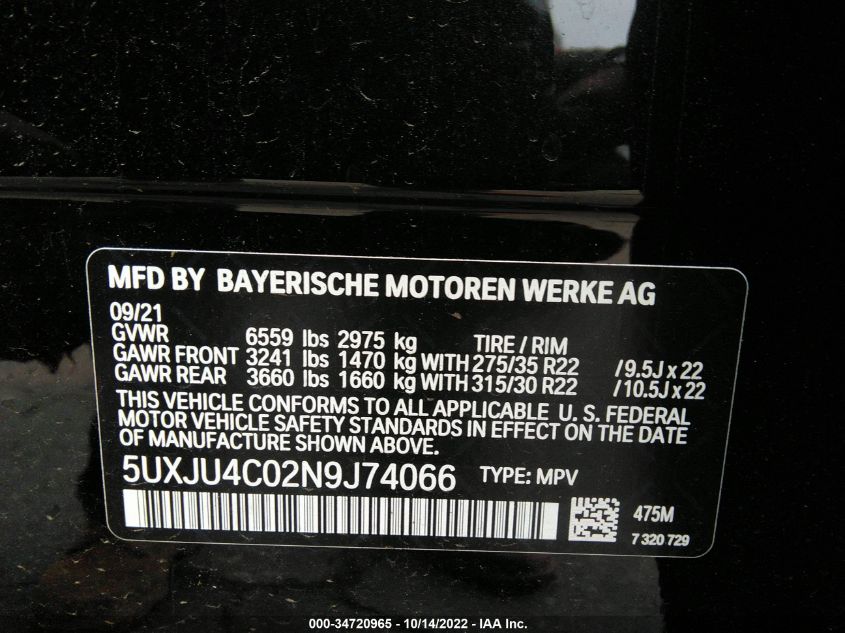 MFD BY BAYERISCHE MOTOREN WERKE AG
09/21
GVWR 6559 lbs 2975 kg TIRE / RIM
GAWR FRONT 3241 lbs 1470 kg WITH 275/35 R22 /9.5J x 22
GAWR REAR 3660 lbs 1660 kg WITH 315/30 R22 /10.5J x 22
THIS VEHICLE CONFORMS TO ALL APPLICABLE U. S. FEDERAL
MOTOR VEHICLE SAFETY STANDARDS IN EFFECT ON THE DATE
OF MANUFACTURE SHOWN ABOVE.
5UXJU4C02N9J74066 TYPE: MPV
475M
7 320 729
000-34720965 - 10/14/2022 - IAA Inc.